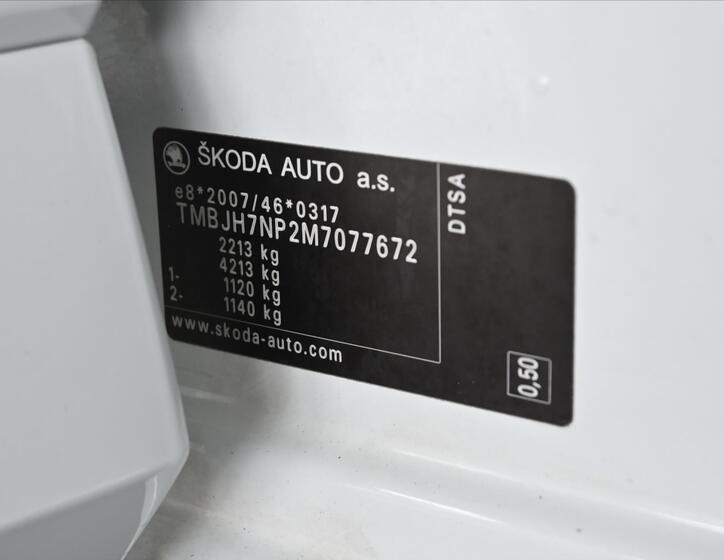 ŠKODA AUTO a.s.
e8*2007/46*0317
TMBJH7NP2M7077672
2213 kg
4213 kg
1- 1120 kg
2- 1140 kg
www.skoda-auto.com
DTSA
0,50